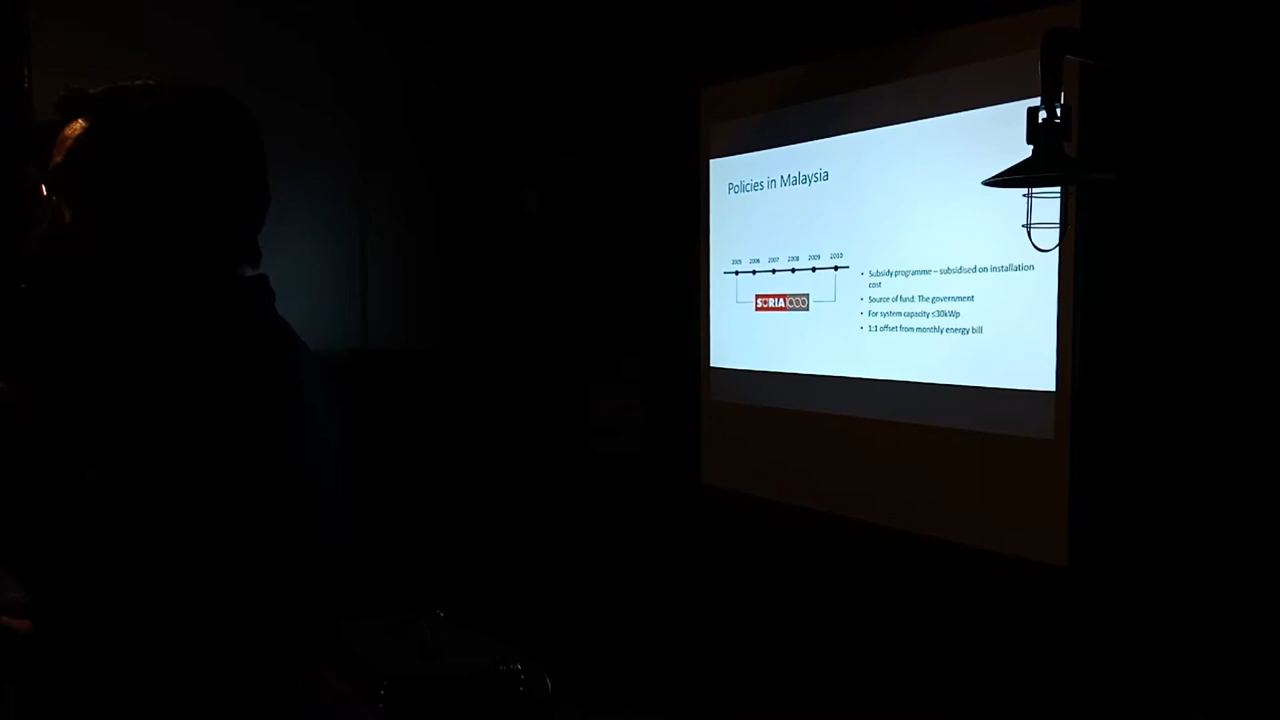 Policies in Malaysia
2005 2006 2007 2008 2009 2010
SURIA1000
• Subsidy programme – subsidised on installation
cost
• Source of fund: The government
• For system capacity ≤30kWp
• 1:1 offset from monthly energy bill